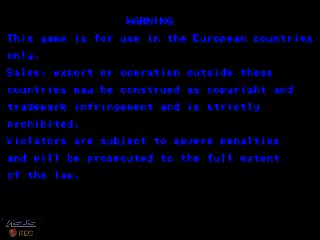 WARNING
This game is for use in the European countries
only.
Sales, export or operation outside these
countries may be construed as copyright and
trademark infringement and is strictly
prohibited.
Violators are subject to severe penalties
and will be prosecuted to the full extent
of the law.
REC